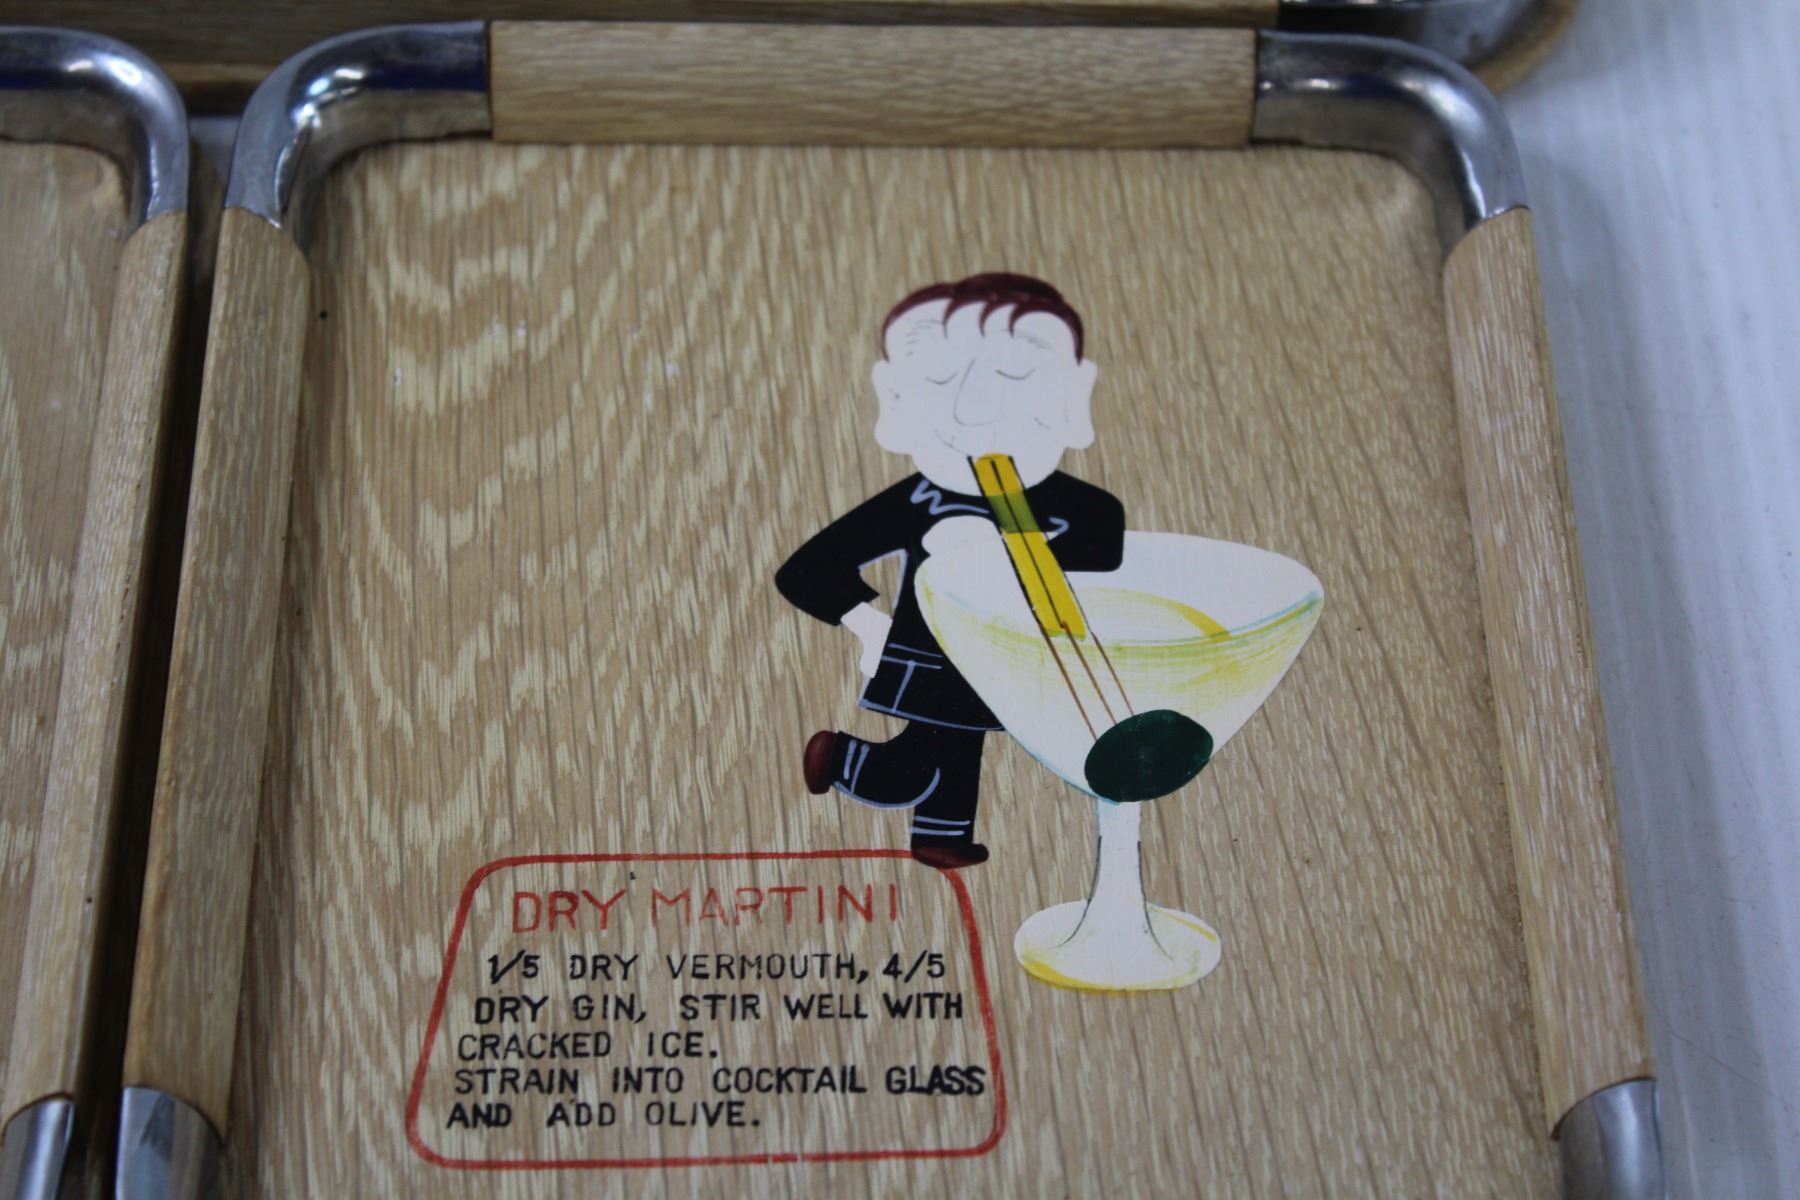 DRY MARTINI
1/5 DRY VERMOUTH, 4/5
DRY GIN, STIR WELL WITH
CRACKED ICE.
STRAIN INTO COCKTAIL GLASS
AND ADD OLIVE.